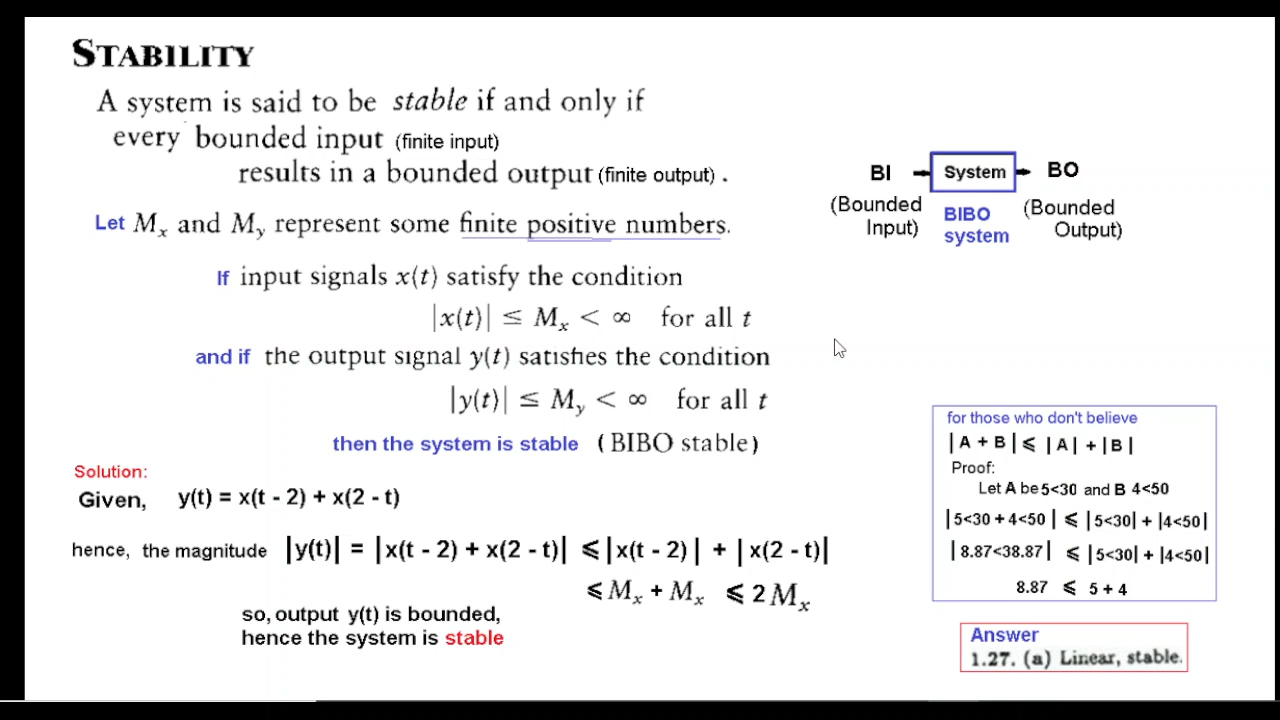 STABILITY
A system is said to be stable if and only if
every bounded input (finite input)
results in a bounded output (finite output) .
Let Mx and My represent some finite positive numbers.
If input signals x(t) satisfy the condition
|x(t)| ≤ Mx < ∞ for all t
and if the output signal y(t) satisfies the condition
|y(t)| ≤ My < ∞ for all t
then the system is stable (BIBO stable)
BI System BO
(Bounded Input) BIBO system (Bounded Output)
Solution:
Given, y(t) = x(t - 2) + x(2 - t)
hence, the magnitude |y(t)| = |x(t - 2) + x(2 - t)| ⩽ |x(t - 2)| + |x(2 - t)|
⩽ Mx + Mx ⩽ 2 Mx
so, output y(t) is bounded,
hence the system is stable
for those who don't believe
|A + B| ⩽ |A| + |B|
Proof:
Let A be 5<30 and B 4<50
|5<30 + 4<50| ⩽ |5<30| + |4<50|
|8.87<38.87| ⩽ |5<30| + |4<50|
8.87 ⩽ 5 + 4
Answer
1.27. (a) Linear, stable.